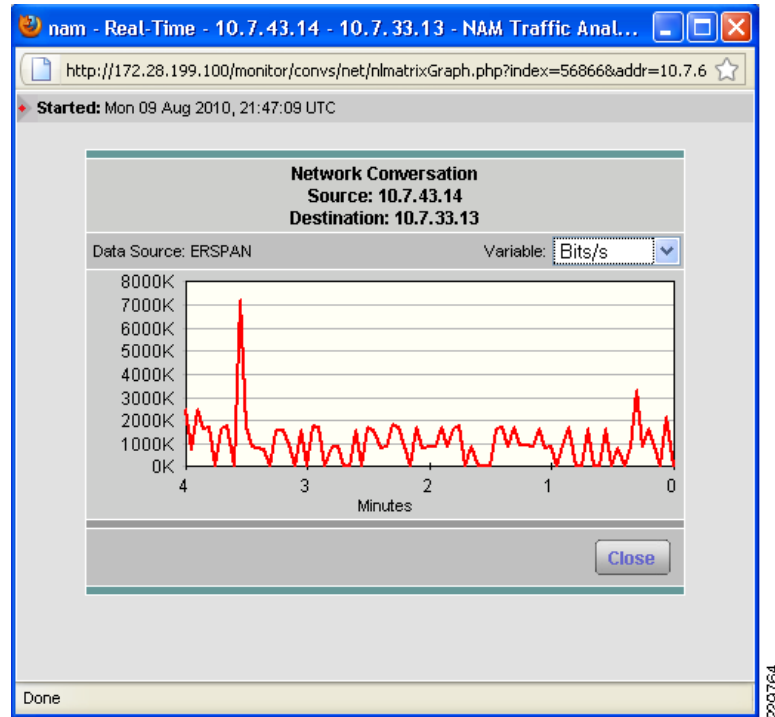 nam - Real-Time - 10.7.43.14 - 10.7.33.13 - NAM Traffic Anal...
http://172.28.199.100/monitor/convs/net/nlmatrixGraph.php?index=56866&addr=10.7.6
Started: Mon 09 Aug 2010, 21:47:09 UTC
Network Conversation
Source: 10.7.43.14
Destination: 10.7.33.13
Data Source: ERSPAN
Variable: Bits/s
8000K
7000K
6000K
5000K
4000K
3000K
2000K
1000K
0K
4 3 2 1 0
Minutes
Close
Done
229764